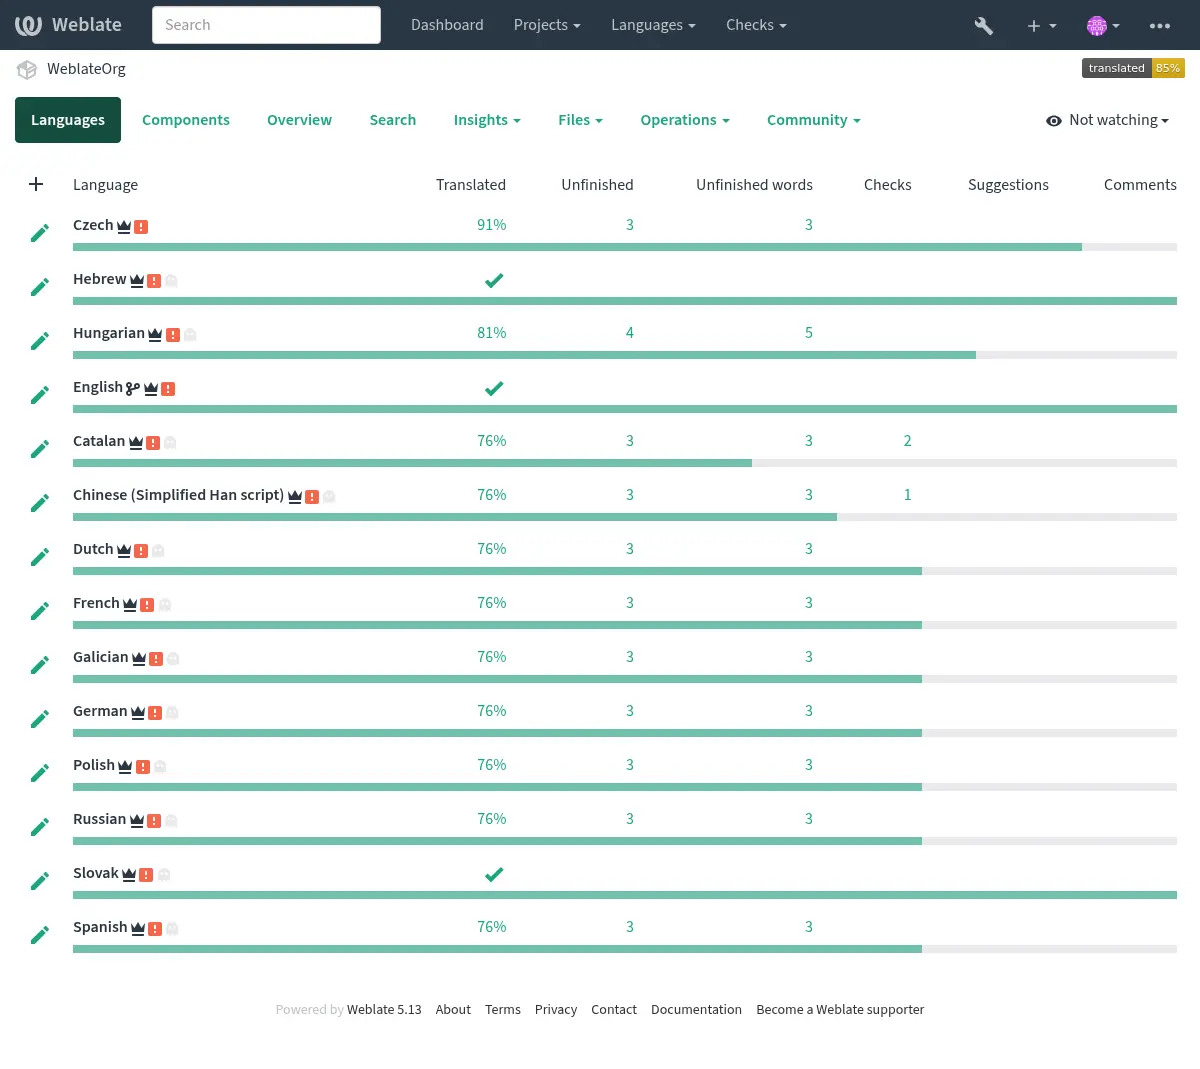 Weblate Search Dashboard Projects Languages Checks
WeblateOrg translated 85%
Languages Components Overview Search Insights Files Operations Community Not watching
Language Translated Unfinished Unfinished words Checks Suggestions Comments
Czech 91% 3 3
Hebrew
Hungarian 81% 4 5
English
Catalan 76% 3 3 2
Chinese (Simplified Han script) 76% 3 3 1
Dutch 76% 3 3
French 76% 3 3
Galician 76% 3 3
German 76% 3 3
Polish 76% 3 3
Russian 76% 3 3
Slovak
Spanish 76% 3 3
Powered by Weblate 5.13 About Terms Privacy Contact Documentation Become a Weblate supporter